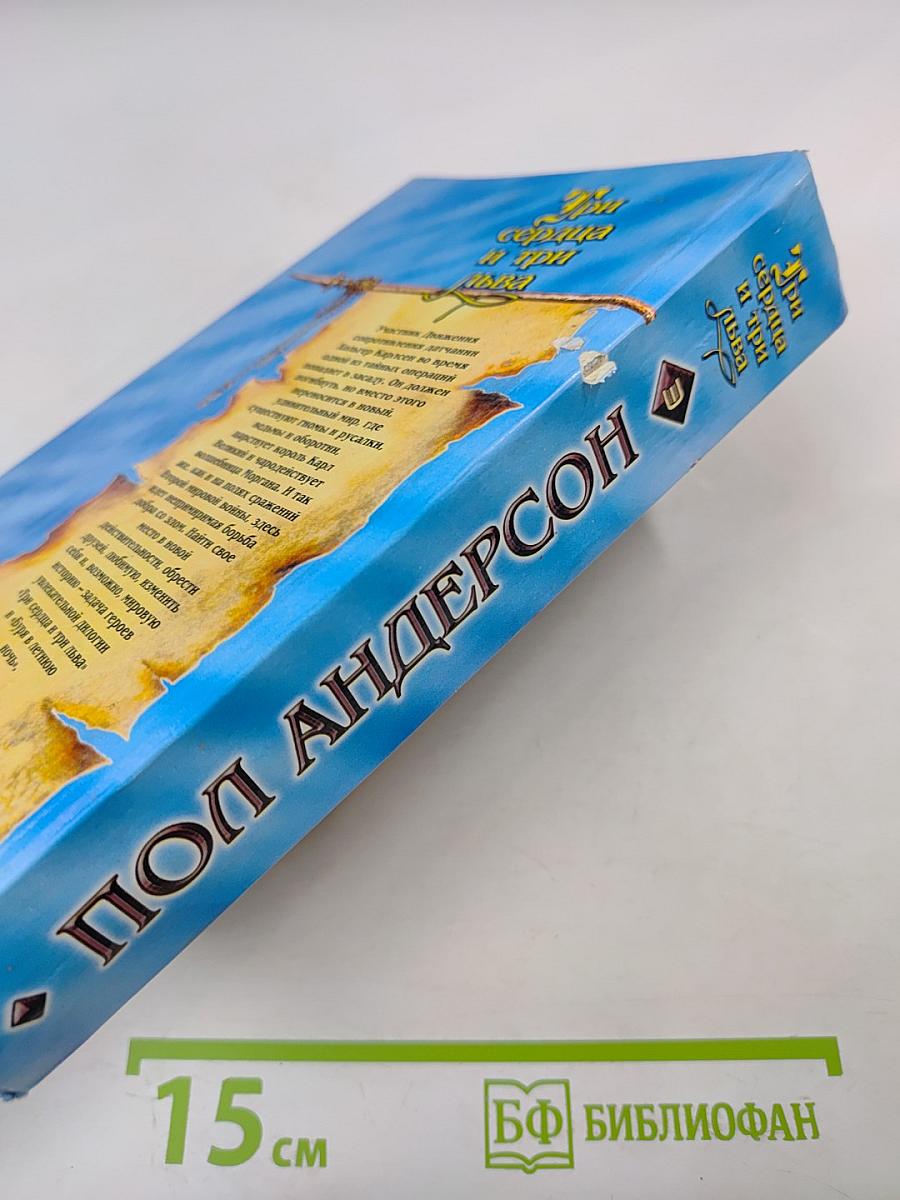 Три
сердца
и три
льва
Участник Движения
сопротивления датчанин
Хольгер Карлсен во время
одной из тайных операций
попадает в засаду. Он должен
погибнуть, но вместо этого
переносится в новый,
удивительный мир, где
существуют гномы и русалки,
ведьмы и оборотни,
царствует король Карл
Великий и чародействует
волшебница Моргана. И так
же, как и на полях сражений
Второй мировой войны, здесь
идет непримиримая борьба
добра со злом. Найти свое
место в новой
действительности, обрести
друзей, любимую, изменить
себя и, возможно, мировую
историю – задача героев
увлекательной дилогии
«Три сердца и три льва»
и «Буря в летнюю
ночь».
Три
сердца
и три
льва
ПОЛ АНДЕРСОН
15 см
БФ БИБЛИОФАН